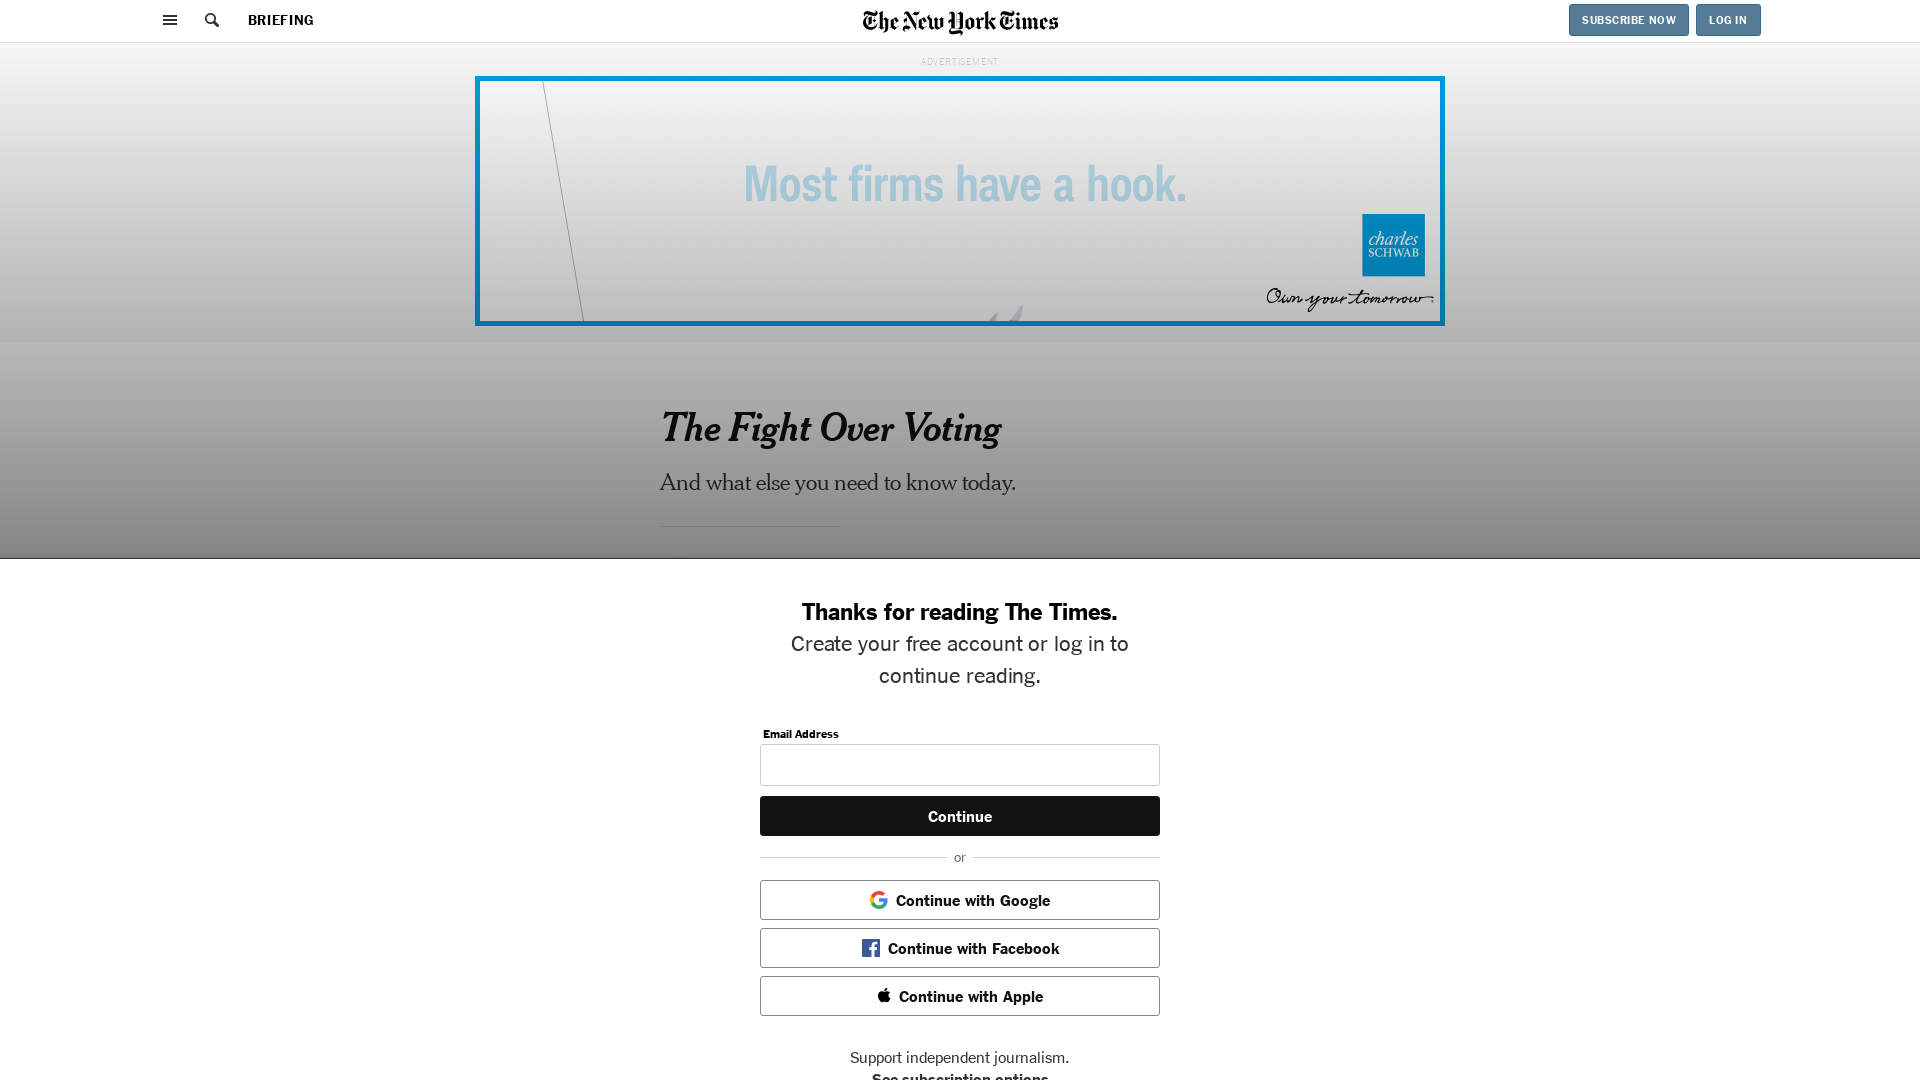 BRIEFING
The New York Times
SUBSCRIBE NOW
LOG IN
ADVERTISEMENT
Most firms have a hook.
charles
SCHWAB
Own your tomorrow.
The Fight Over Voting
And what else you need to know today.
Thanks for reading The Times.
Create your free account or log in to
continue reading.
Email Address
Continue
or
Continue with Google
Continue with Facebook
Continue with Apple
Support independent journalism.
See subscription options